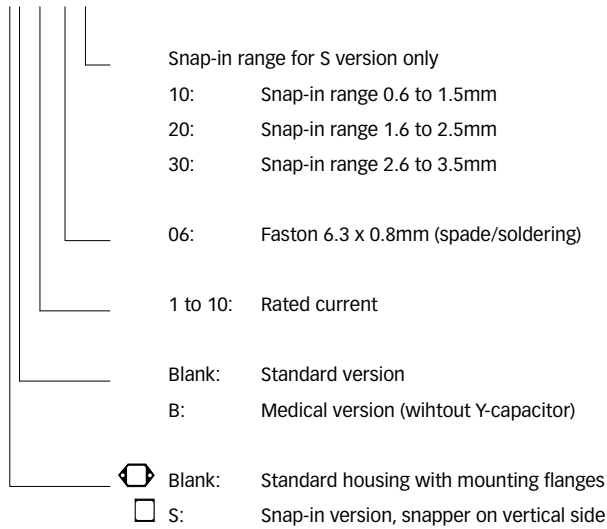 Snap-in range for S version only
10: Snap-in range 0.6 to 1.5mm
20: Snap-in range 1.6 to 2.5mm
30: Snap-in range 2.6 to 3.5mm
06: Faston 6.3 x 0.8mm (spade/soldering)
1 to 10: Rated current
Blank: Standard version
B: Medical version (wihtout Y-capacitor)
Blank: Standard housing with mounting flanges
S: Snap-in version, snapper on vertical side